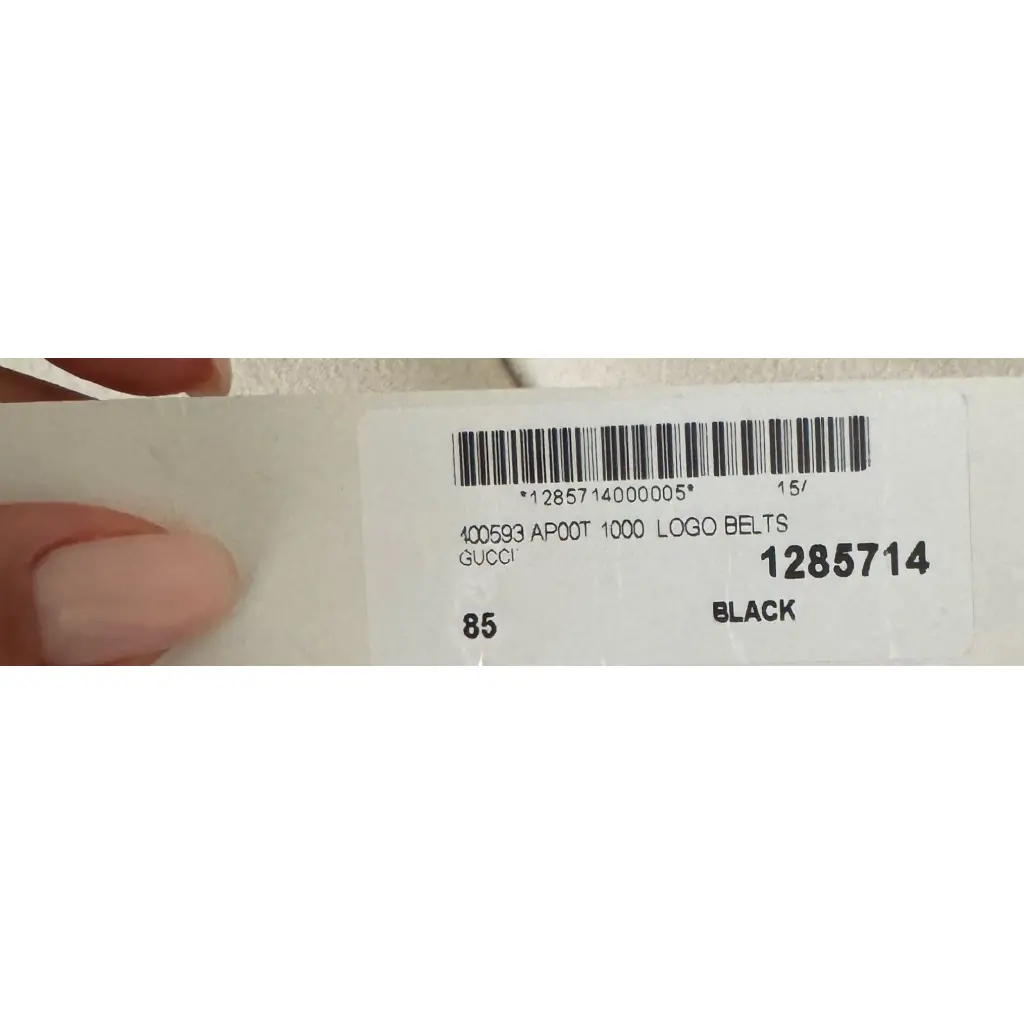 *1285714000005* 15/
400593 AP00T 1000 LOGO BELTS
GUCCI
1285714
85 BLACK